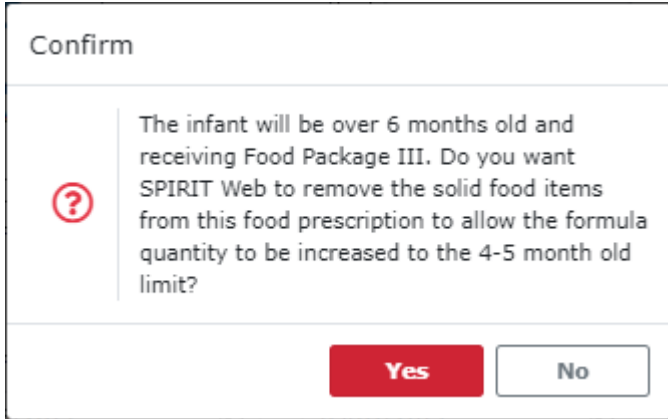 Confirm
The infant will be over 6 months old and
receiving Food Package III. Do you want
SPIRIT Web to remove the solid food items
from this food prescription to allow the formula
quantity to be increased to the 4-5 month old
limit?
Yes No